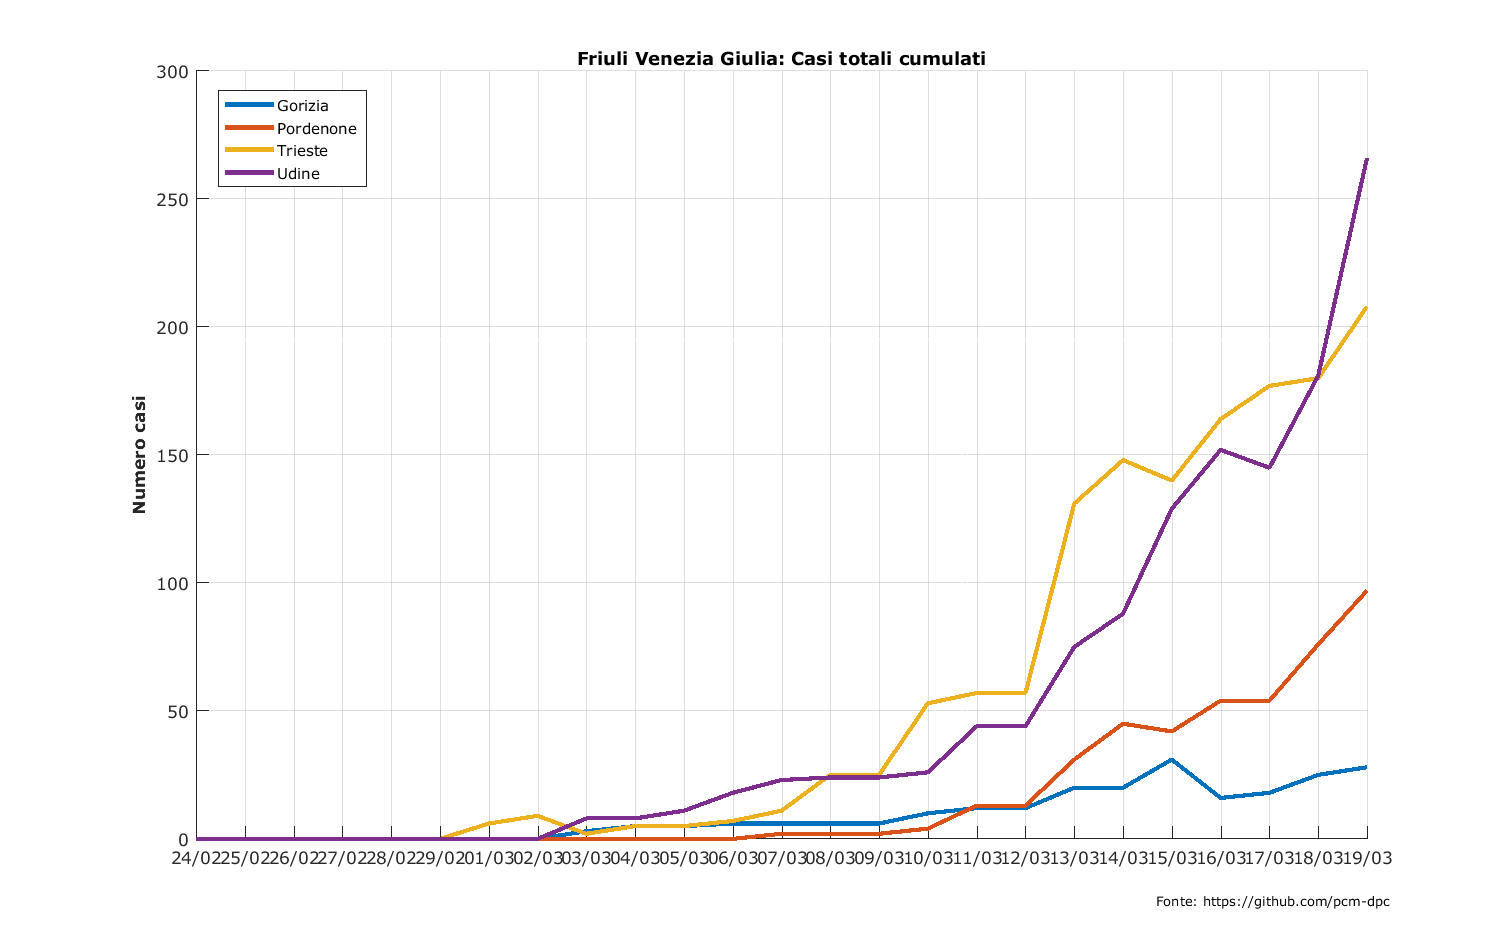 Friuli Venezia Giulia: Casi totali cumulati
300
250
200
150
100
50
0
Numero casi
Gorizia
Pordenone
Trieste
Udine
24/02 25/02 26/02 27/02 28/02 29/02 01/03 02/03 03/03 04/03 05/03 06/03 07/03 08/03 09/03 10/03 11/03 12/03 13/03 14/03 15/03 16/03 17/03 18/03 19/03
Fonte: https://github.com/pcm-dpc